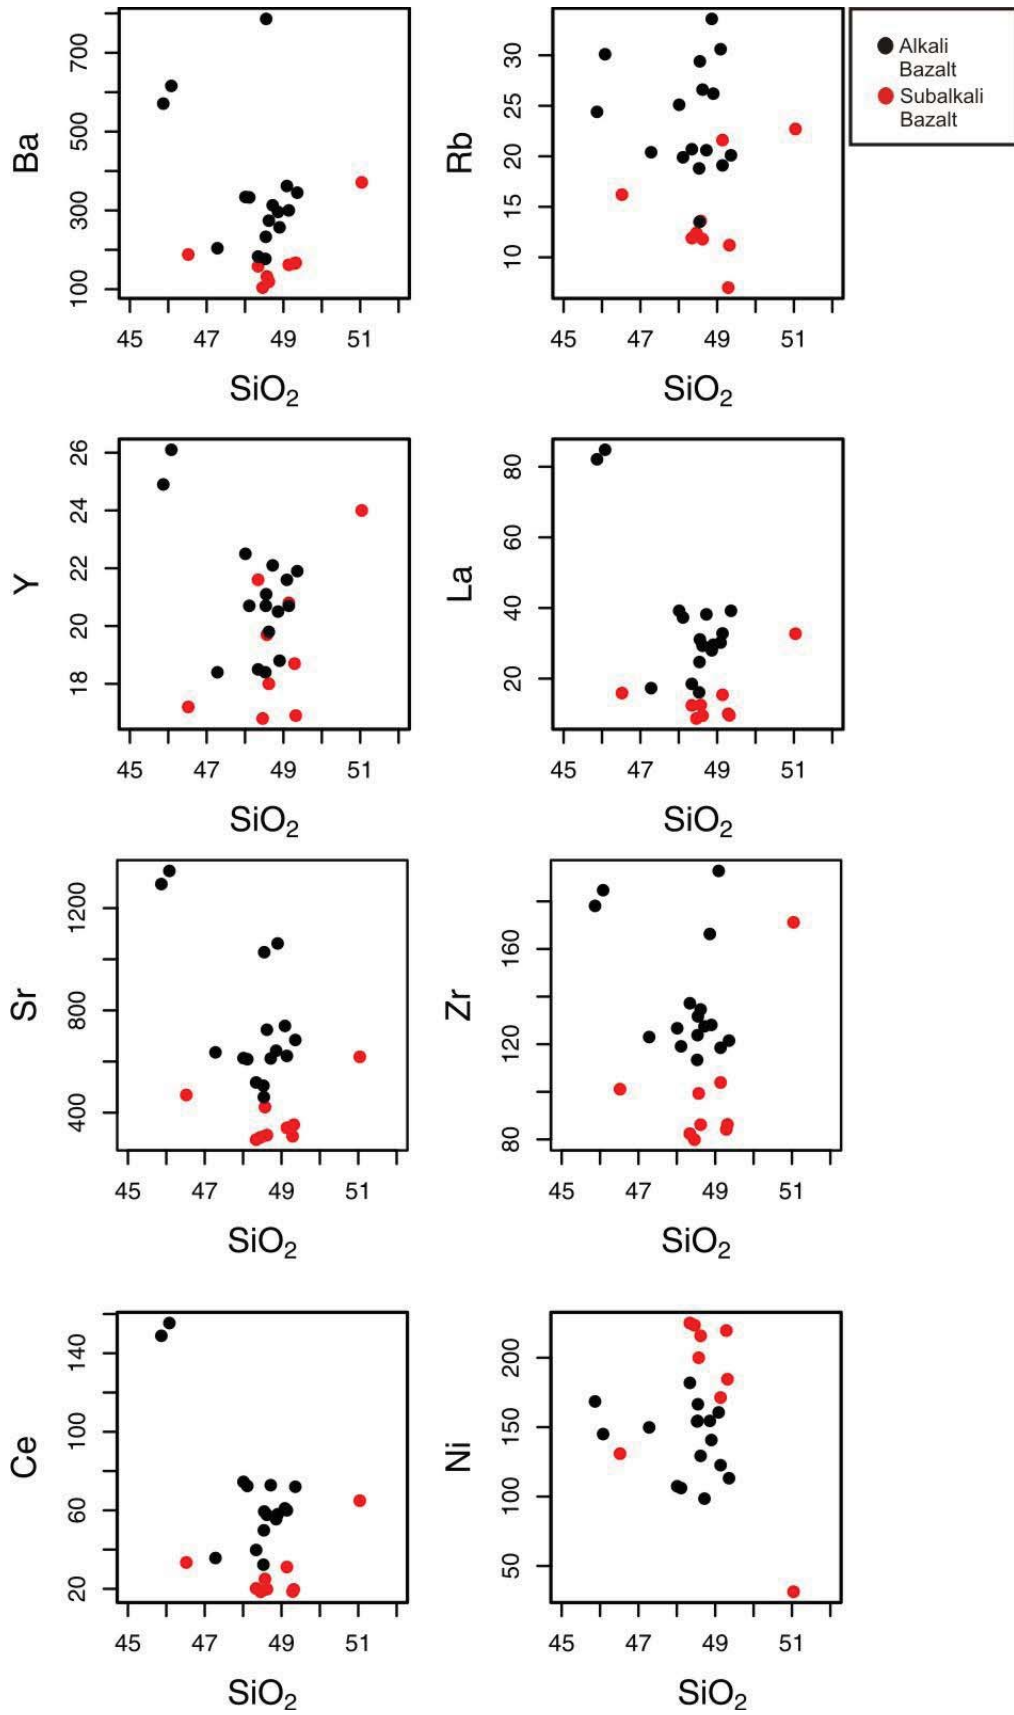 Ba
700
500
300
100
45 47 49 51
SiO2
Rb
30
25
20
15
10
45 47 49 51
SiO2
Alkali
Bazalt
Subalkali
Bazalt
Y
26
24
22
20
18
45 47 49 51
SiO2
La
80
60
40
20
45 47 49 51
SiO2
Sr
1200
800
400
45 47 49 51
SiO2
Zr
160
120
80
45 47 49 51
SiO2
Ce
140
100
60
20
45 47 49 51
SiO2
Ni
200
150
100
50
45 47 49 51
SiO2